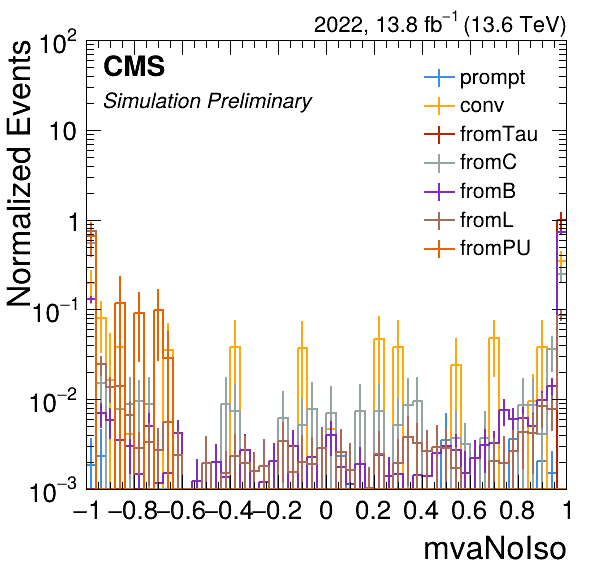 2022, 13.8 fb⁻¹ (13.6 TeV)
CMS
Simulation Preliminary
Normalized Events
10²
10
1
10⁻¹
10⁻²
10⁻³
prompt
conv
fromTau
fromC
fromB
fromL
fromPU
−1 −0.8 −0.6 −0.4 −0.2 0 0.2 0.4 0.6 0.8 1
mvaNoIso